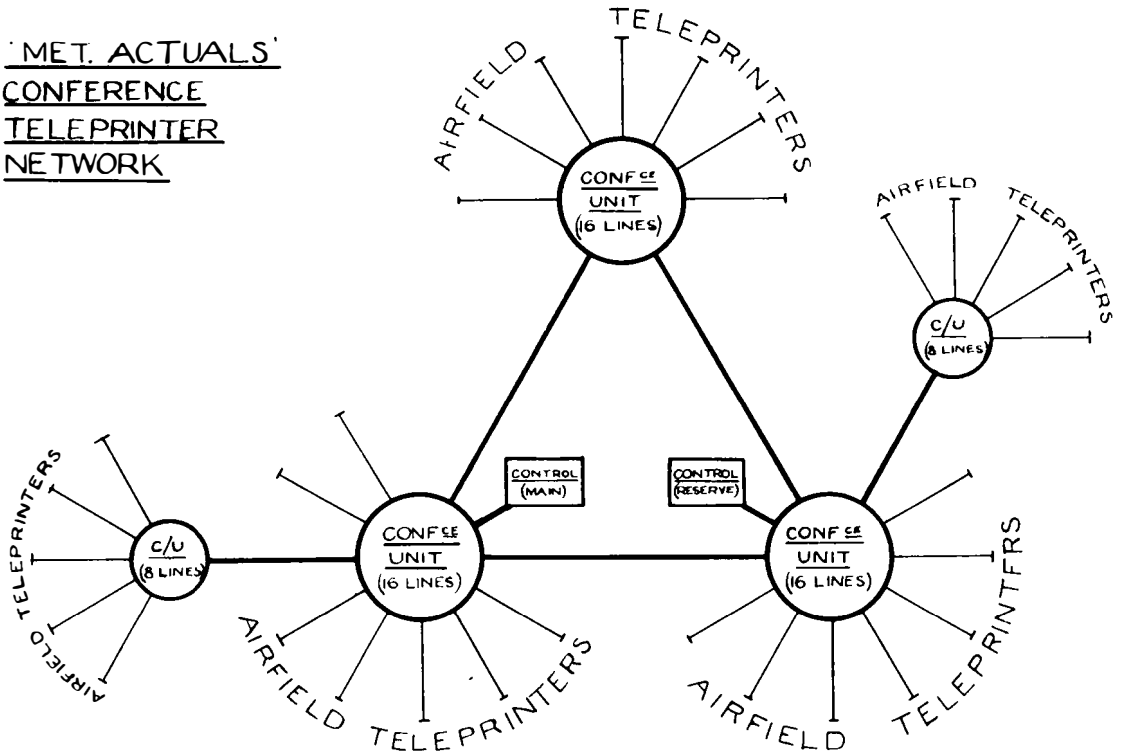 'MET. ACTUALS'
CONFERENCE
TELEPRINTER
NETWORK
AIRFIELD TELEPRINTERS
CONFCE
UNIT
(16 LINES)
AIRFIELD TELEPRINTERS
C/U
(8 LINES)
CONTROL
(MAIN)
CONTROL
(RESERVE)
AIRFIELD TELEPRINTERS
C/U
(8 LINES)
CONFCE
UNIT
(16 LINES)
AIRFIELD TELEPRINTERS
CONFCE
UNIT
(16 LINES)
AIRFIELD TELEPRINTERS